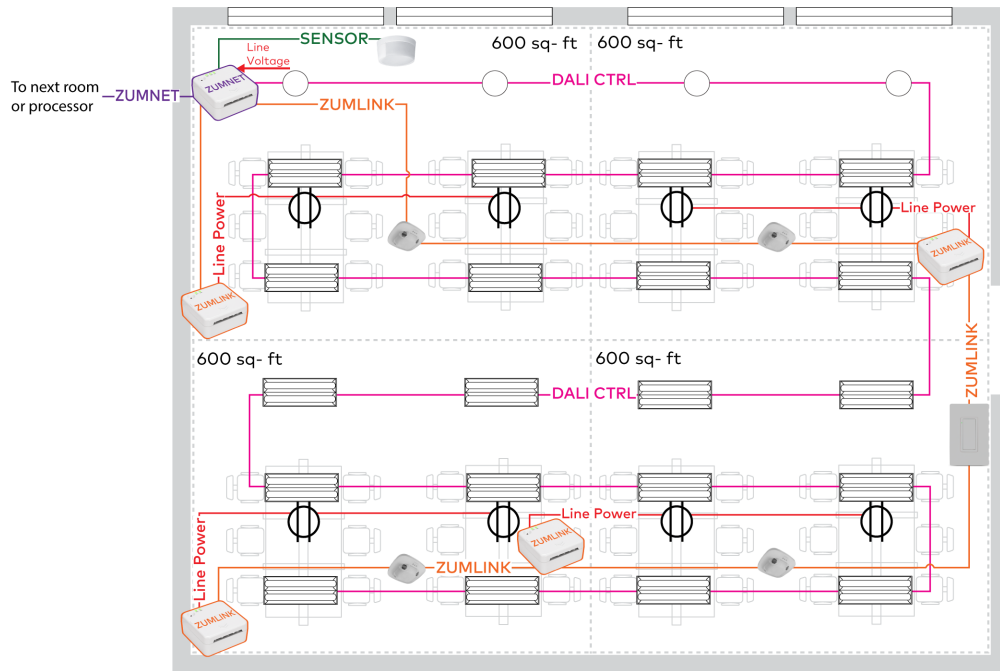 SENSOR
600 sq- ft
600 sq- ft
Line
Voltage
ZUMNET
To next room
or processor
ZUMNET
DALI CTRL
ZUMLINK
Line Power
Line Power
ZUMLINK
ZUMLINK
ZUMLINK
600 sq- ft
600 sq- ft
DALI CTRL
Line Power
Line Power
ZUMLINK
ZUMLINK
ZUMLINK